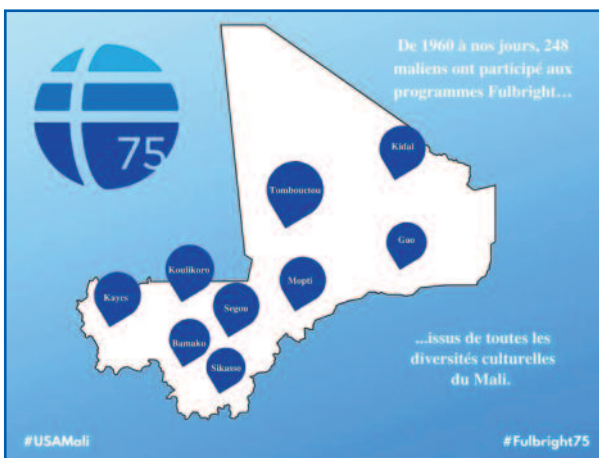 De 1960 à nos jours, 248
maliens ont participé aux
programmes Fulbright…
75
Kidal
Tombouctou
Gao
Koulikoro
Mopti
Kayes
Segou
Bamako
Sikasso
...issus de toutes les
diversités culturelles
du Mali.
#USAMali
#Fulbright75